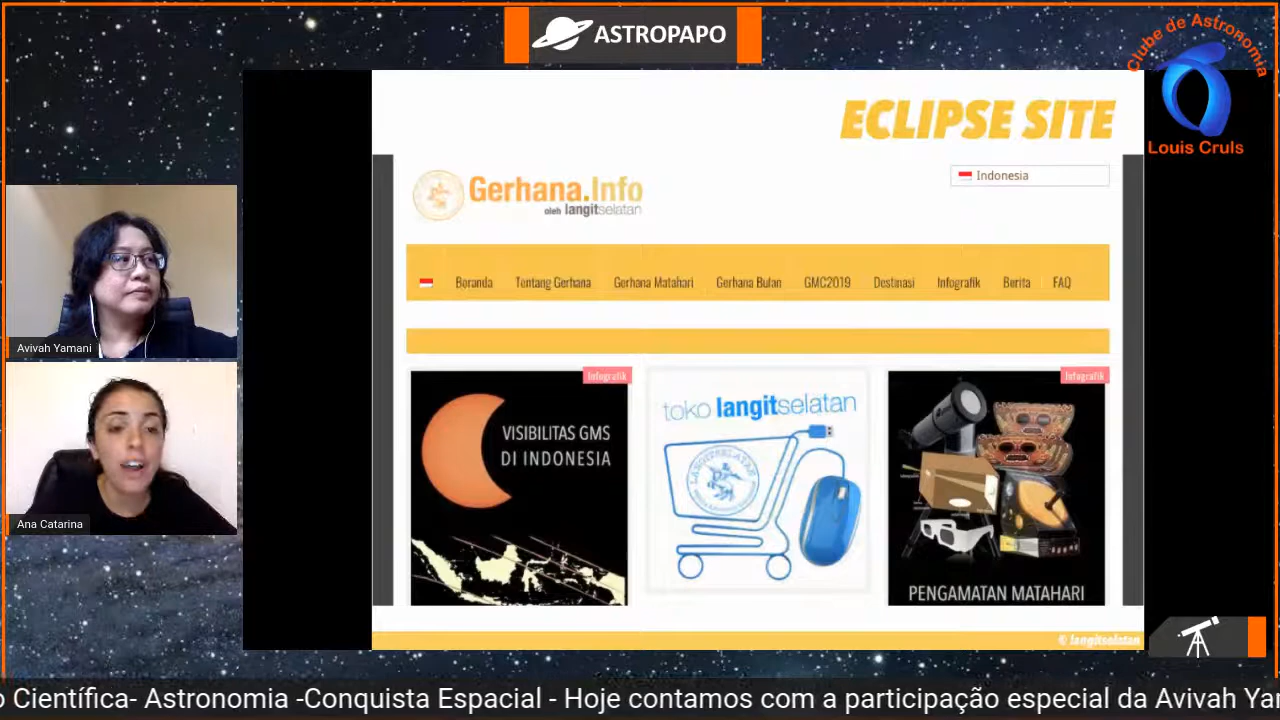 ASTROPAPO
Clube de Astronomia
Louis Cruls
ECLIPSE SITE
Gerhana.Info
oleh langitselatan
Indonesia
Beranda Tentang Gerhana Gerhana Matahari Gerhana Bulan GMC2019 Destinasi Infografik Berita FAQ
Infografik
VISIBILITAS GMS
DI INDONESIA
toko langitselatan
LANGITSELATAN
Infografik
PENGAMATAN MATAHARI
© langitselatan
Avivah Yamani
Ana Catarina
o Científica- Astronomia -Conquista Espacial - Hoje contamos com a participação especial da Avivah Yar